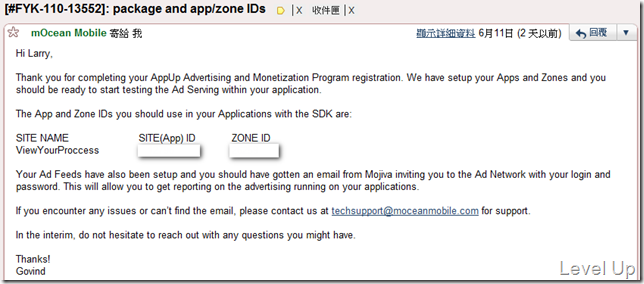 [#FYK-110-13552]: package and app/zone IDs | X 收件匣 | X
mOcean Mobile 寄給 我 顯示詳細資料 6月11日 (2 天以前) 回覆
Hi Larry,
Thank you for completing your AppUp Advertising and Monetization Program registration. We have setup your Apps and Zones and you
should be ready to start testing the Ad Serving within your application.
The App and Zone IDs you should use in your Applications with the SDK are:
SITE NAME SITE(App) ID ZONE ID
ViewYourProccess
Your Ad Feeds have also been setup and you should have gotten an email from Mojiva inviting you to the Ad Network with your login and
password. This will allow you to get reporting on the advertising running on your applications.
If you encounter any issues or can't find the email, please contact us at techsupport@moceanmobile.com for support.
In the interim, do not hesitate to reach out with any questions you might have.
Thanks!
Govind
Level Up